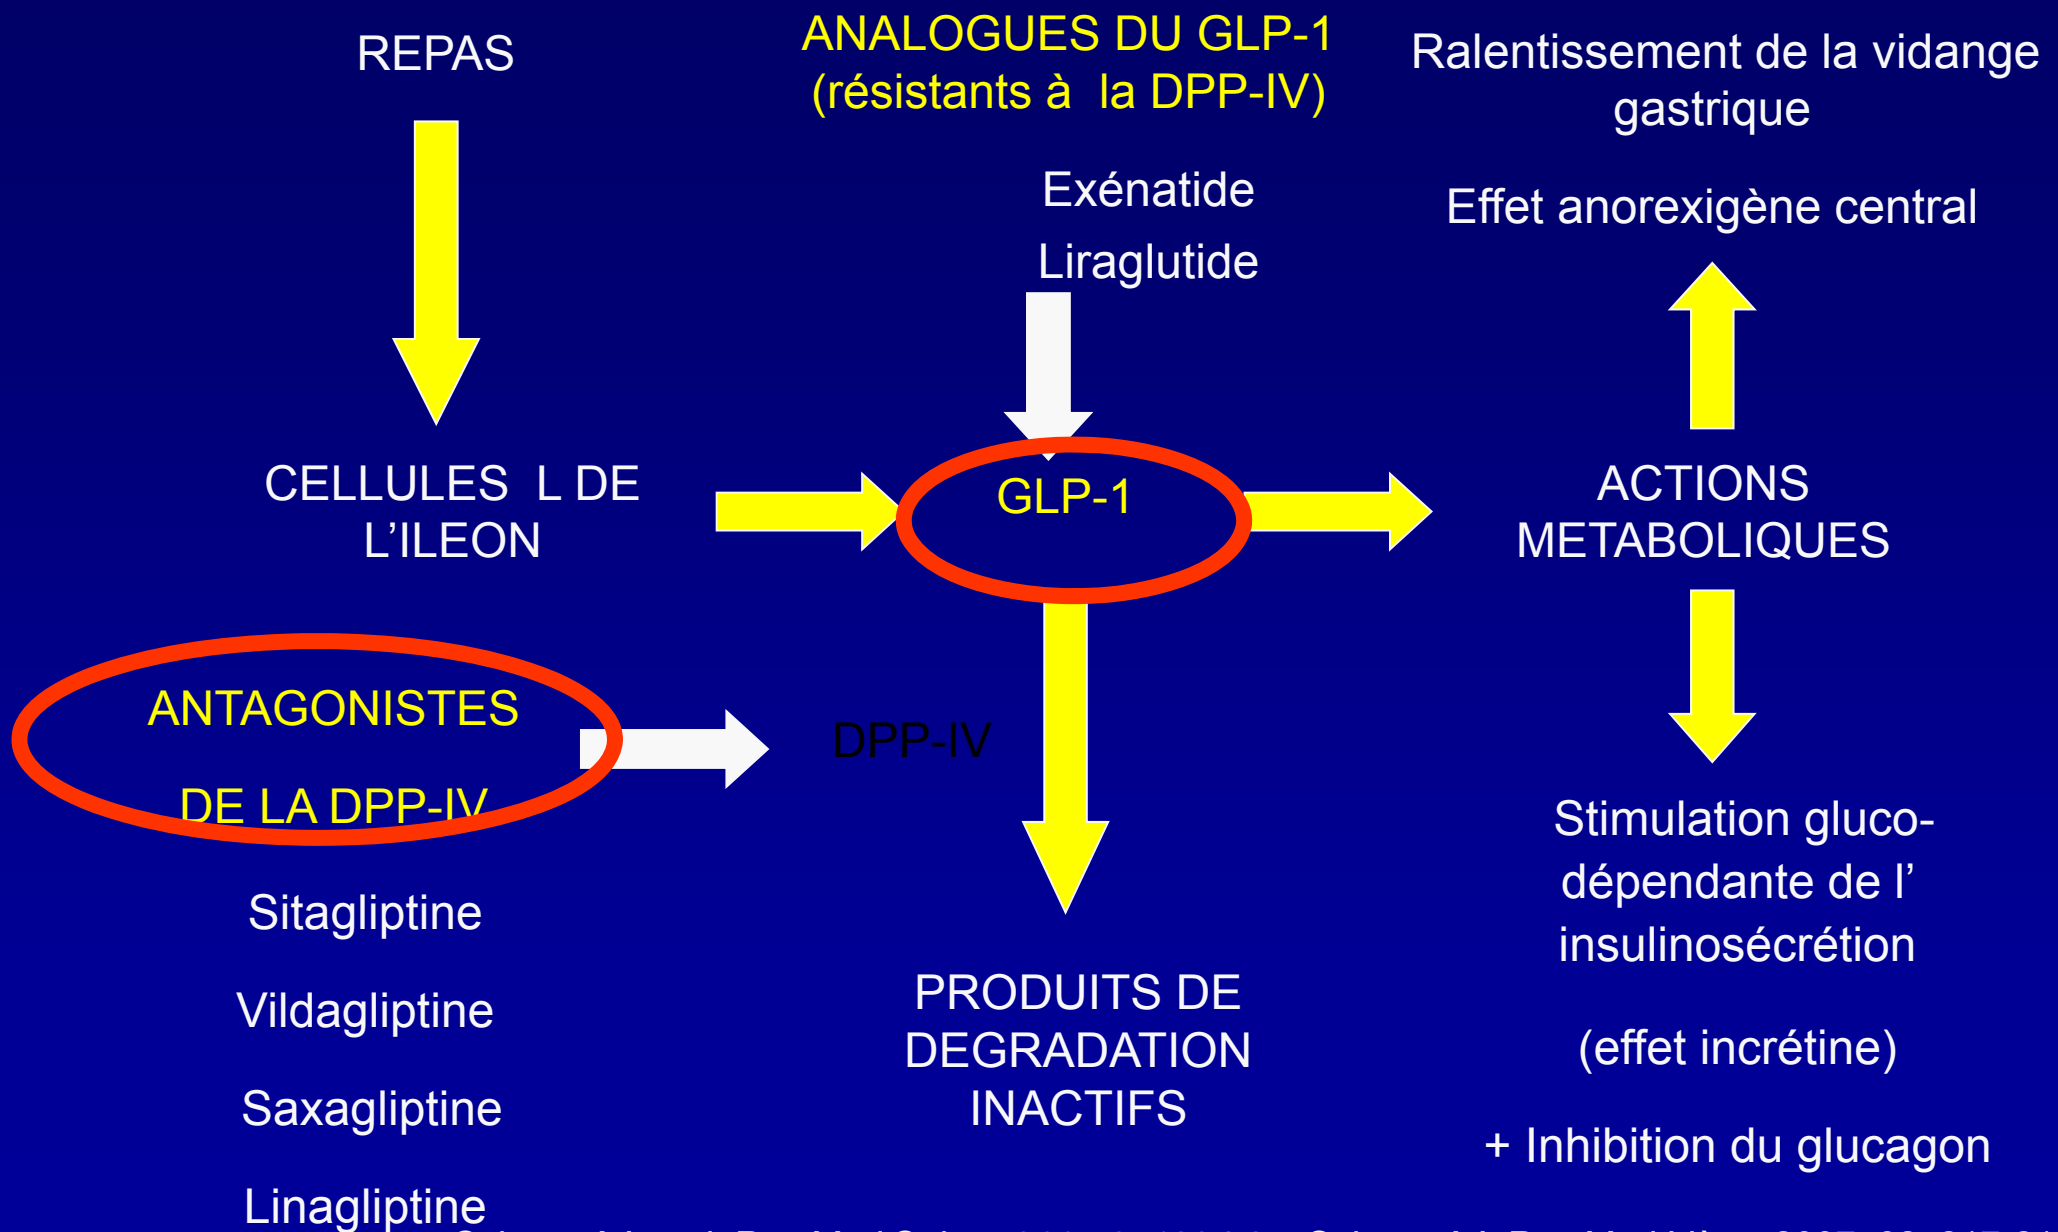 REPAS
ANALOGUES DU GLP-1
(résistants à la DPP-IV)
Exénatide
Liraglutide
Ralentissement de la vidange
gastrique
Effet anorexigène central
CELLULES L DE
L’ILEON
GLP-1
ACTIONS
METABOLIQUES
ANTAGONISTES
DE LA DPP-IV
DPP-IV
Sitagliptine
Vildagliptine
Saxagliptine
Linagliptine
PRODUITS DE
DEGRADATION
INACTIFS
Stimulation gluco-
dépendante de l’
insulinosécrétion
(effet incrétine)
+ Inhibition du glucagon